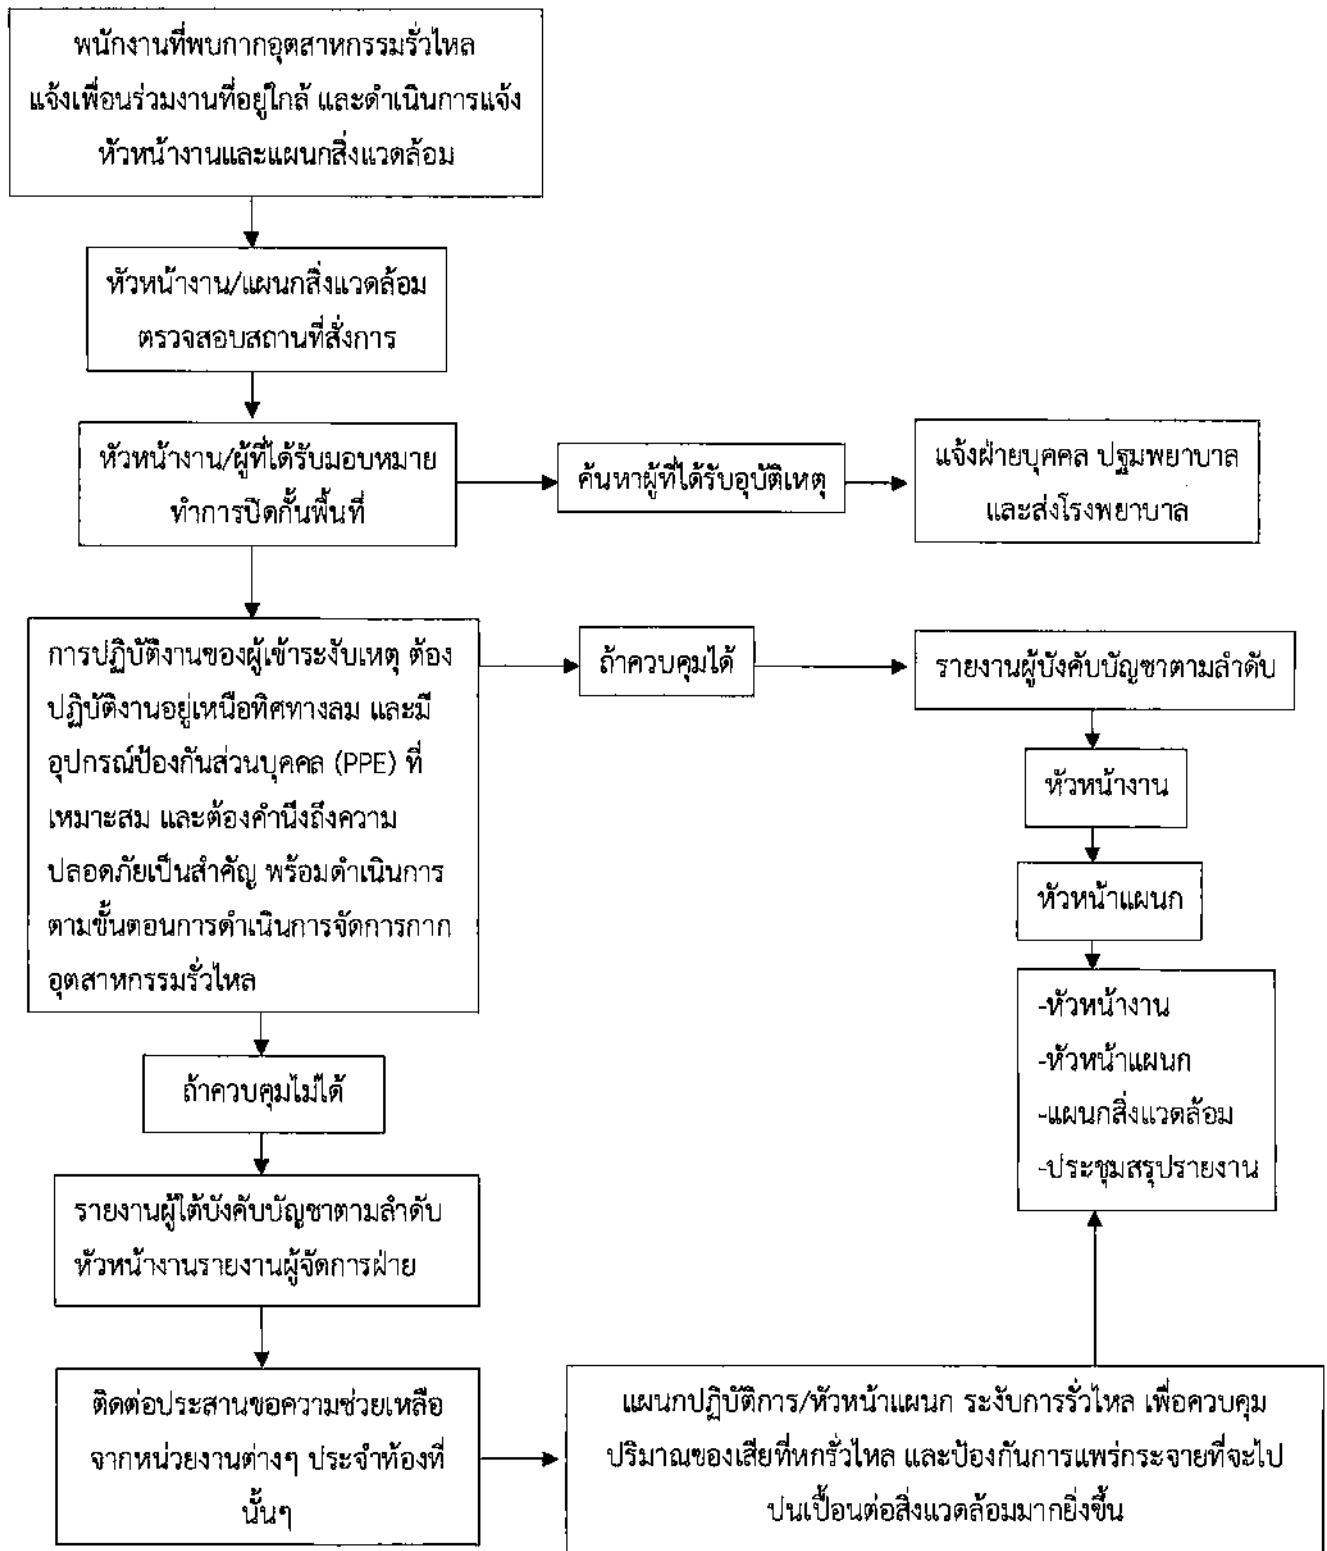 พนักงานที่พบกากอุตสาหกรรมรั่วไหล
แจ้งเพื่อนร่วมงานที่อยู่ใกล้ และดำเนินการแจ้ง
หัวหน้างานและแผนกสิ่งแวดล้อม
หัวหน้างาน/แผนกสิ่งแวดล้อม
ตรวจสอบสถานที่สั่งการ
หัวหน้างาน/ผู้ที่ได้รับมอบหมาย
ทำการปิดกั้นพื้นที่
ค้นหาผู้ที่ได้รับอุบัติเหตุ
แจ้งฝ่ายบุคคล ปฐมพยาบาล
และส่งโรงพยาบาล
การปฏิบัติงานของผู้เข้าระงับเหตุ ต้อง
ปฏิบัติงานอยู่เหนือทิศทางลม และมี
อุปกรณ์ป้องกันส่วนบุคคล (PPE) ที่
เหมาะสม และต้องคำนึงถึงความ
ปลอดภัยเป็นสำคัญ พร้อมดำเนินการ
ตามขั้นตอนการดำเนินการจัดการกาก
อุตสาหกรรมรั่วไหล
ถ้าควบคุมได้
รายงานผู้บังคับบัญชาตามลำดับ
หัวหน้างาน
หัวหน้าแผนก
-หัวหน้างาน
-หัวหน้าแผนก
-แผนกสิ่งแวดล้อม
-ประชุมสรุปรายงาน
ถ้าควบคุมไม่ได้
รายงานผู้ใต้บังคับบัญชาตามลำดับ
หัวหน้างานรายงานผู้จัดการฝ่าย
ติดต่อประสานขอความช่วยเหลือ
จากหน่วยงานต่างๆ ประจำท้องที่
นั้นๆ
แผนกปฏิบัติการ/หัวหน้าแผนก ระงับการรั่วไหล เพื่อควบคุม
ปริมาณของเสียที่หกรั่วไหล และป้องกันการแพร่กระจายที่จะไป
ปนเปื้อนต่อสิ่งแวดล้อมมากยิ่งขึ้น